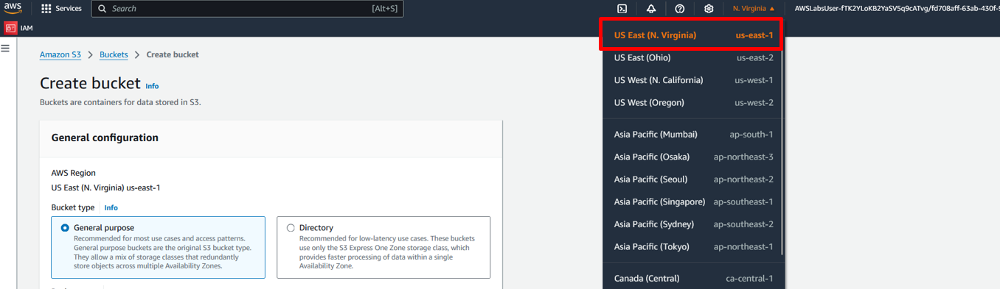 aws
Services
Search
[Alt+S]
N. Virginia
IAM
Amazon S3 > Buckets > Create bucket
Create bucket Info
Buckets are containers for data stored in S3.
General configuration
AWS Region
US East (N. Virginia) us-east-1
Bucket type Info
General purpose
Recommended for most use cases and access patterns.
General purpose buckets are the original S3 bucket type.
They allow a mix of storage classes that redundantly
store objects across multiple Availability Zones.
Directory
Recommended for low-latency use cases. These buckets
use only the S3 Express One Zone storage class, which
provides faster processing of data within a single
Availability Zone.
US East (N. Virginia) us-east-1
US East (Ohio) us-east-2
US West (N. California) us-west-1
US West (Oregon) us-west-2
Asia Pacific (Mumbai) ap-south-1
Asia Pacific (Osaka) ap-northeast-3
Asia Pacific (Seoul) ap-northeast-2
Asia Pacific (Singapore) ap-southeast-1
Asia Pacific (Sydney) ap-southeast-2
Asia Pacific (Tokyo) ap-northeast-1
Canada (Central) ca-central-1